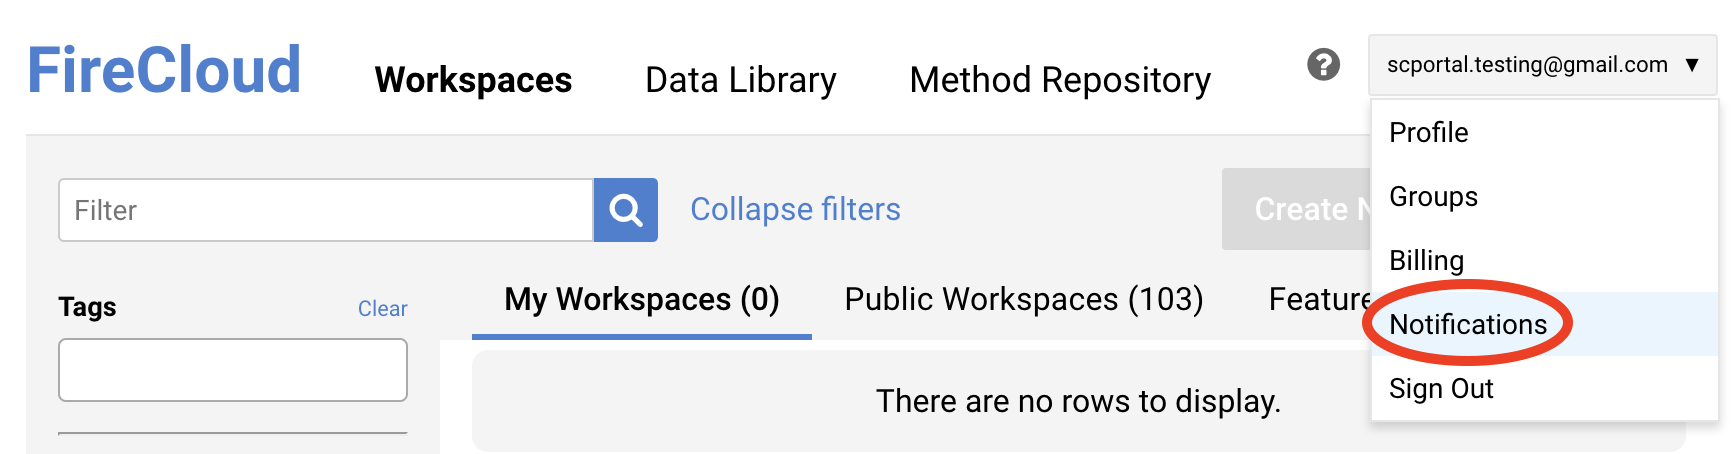 FireCloud
Workspaces
Data Library
Method Repository
?
scportal.testing@gmail.com ▼
Profile
Groups
Billing
Notifications
Sign Out
Filter
Collapse filters
Create N
Tags
Clear
My Workspaces (0)
Public Workspaces (103)
Feature
There are no rows to display.